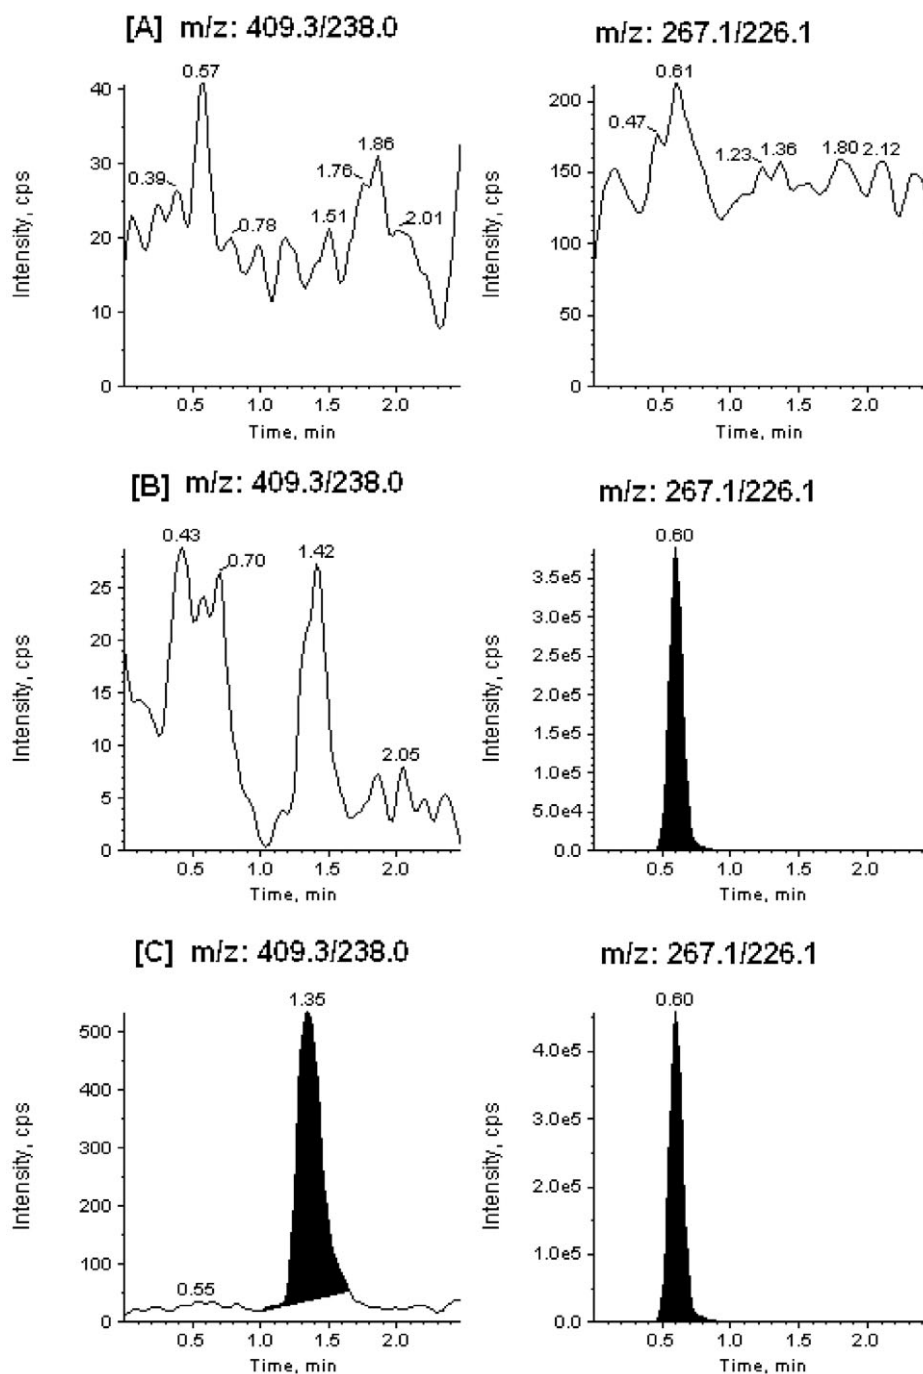 [A] m/z: 409.3/238.0
0.57
40
30
20
10
0
0.39
0.78
1.51
1.76
1.86
2.01
0.5 1.0 1.5 2.0
Time, min
Intensity, cps
m/z: 267.1/226.1
0.61
200
150
100
50
0
0.47
1.23
1.36
1.80
2.12
0.5 1.0 1.5 2.0
Time, min
Intensity, cps
[B] m/z: 409.3/238.0
0.43
0.70
1.42
2.05
25
20
15
10
5
0
0.5 1.0 1.5 2.0
Time, min
Intensity, cps
m/z: 267.1/226.1
0.60
3.5e5
3.0e5
2.5e5
2.0e5
1.5e5
1.0e5
5.0e4
0.0
0.5 1.0 1.5 2.0
Time, min
Intensity, cps
[C] m/z: 409.3/238.0
1.35
500
400
300
200
100
0
0.55
0.5 1.0 1.5 2.0
Time, min
Intensity, cps
m/z: 267.1/226.1
0.60
4.0e5
3.0e5
2.0e5
1.0e5
0.0
0.5 1.0 1.5 2.0
Time, min
Intensity, cps